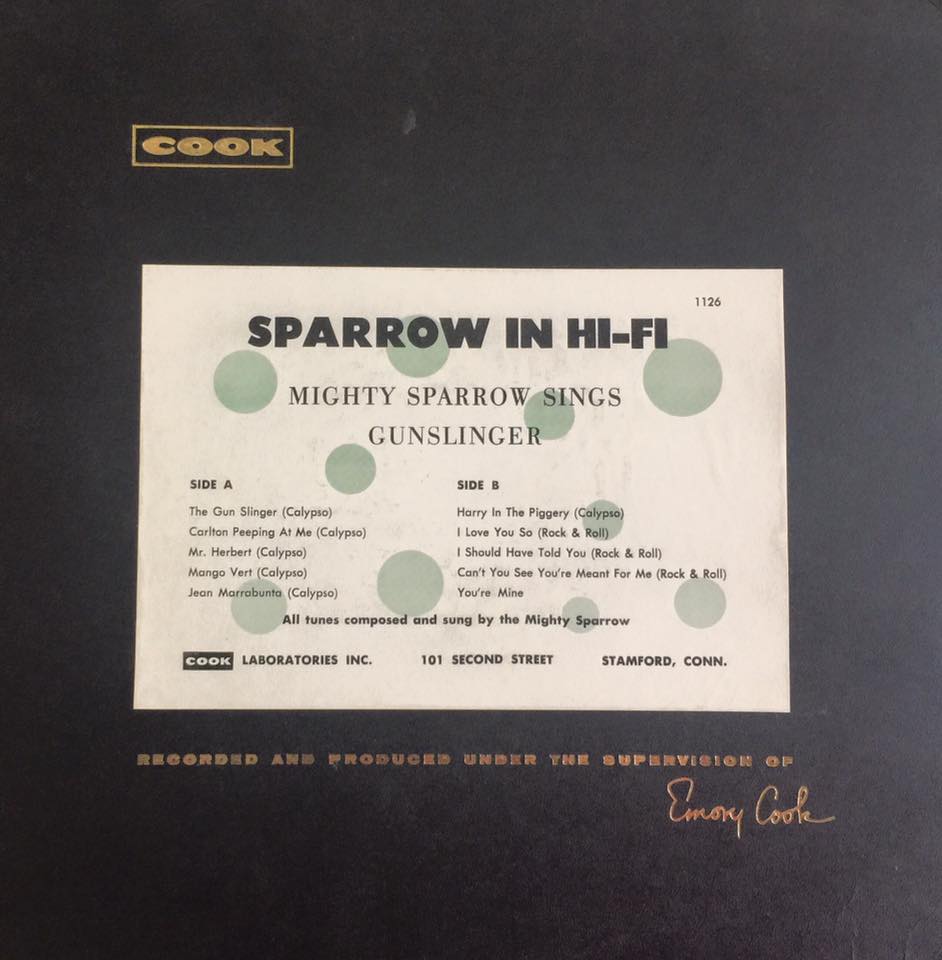 COOK
1126
SPARROW IN HI-FI
MIGHTY SPARROW SINGS
GUNSLINGER
SIDE A
The Gun Slinger (Calypso)
Carlton Peeping At Me (Calypso)
Mr. Herbert (Calypso)
Mango Vert (Calypso)
Jean Marrabunta (Calypso)
SIDE B
Harry In The Piggery (Calypso)
I Love You So (Rock & Roll)
I Should Have Told You (Rock & Roll)
Can't You See You're Meant For Me (Rock & Roll)
You're Mine
All tunes composed and sung by the Mighty Sparrow
COOK LABORATORIES INC. 101 SECOND STREET STAMFORD, CONN.
RECORDED AND PRODUCED UNDER THE SUPERVISION OF
Emory Cook